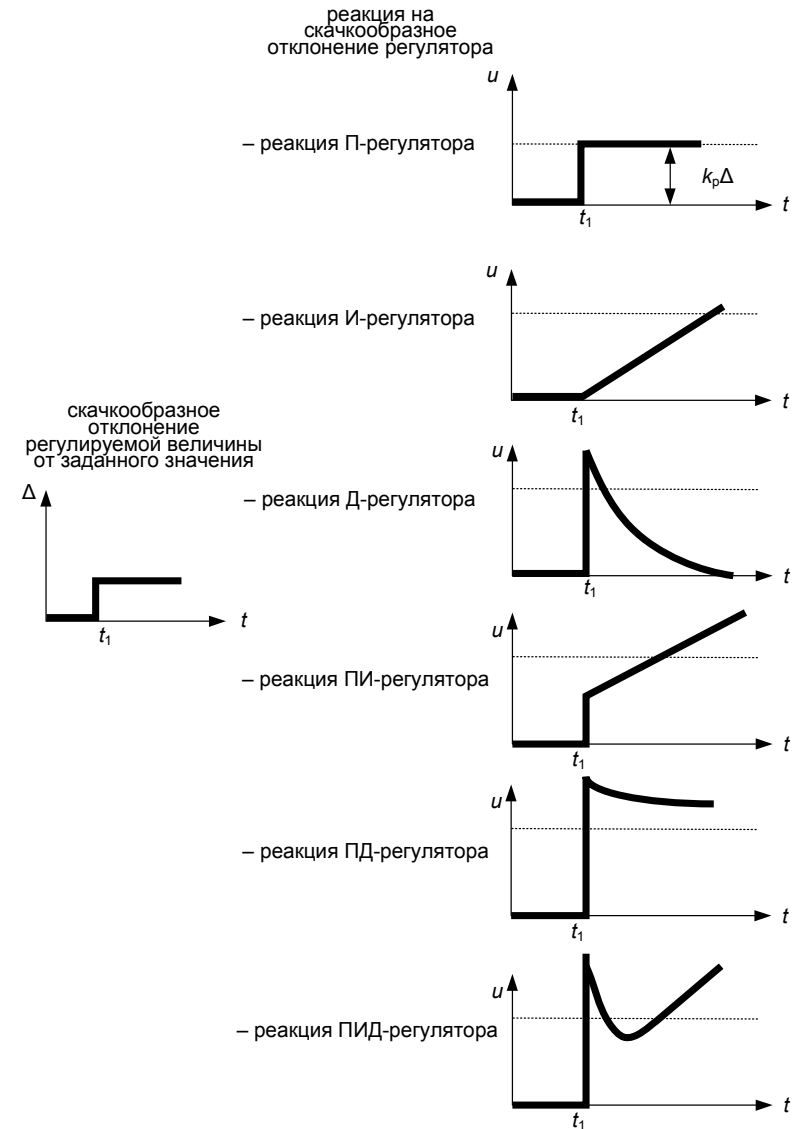 реакция на
скачкообразное
отклонение регулятора
u
– реакция П-регулятора
kрΔ
t
t1
u
– реакция И-регулятора
t
t1
скачкообразное
отклонение
регулируемой величины
от заданного значения
Δ
t
t1
u
– реакция Д-регулятора
t
t1
u
– реакция ПИ-регулятора
t
t1
u
– реакция ПД-регулятора
t
t1
u
– реакция ПИД-регулятора
t
t1